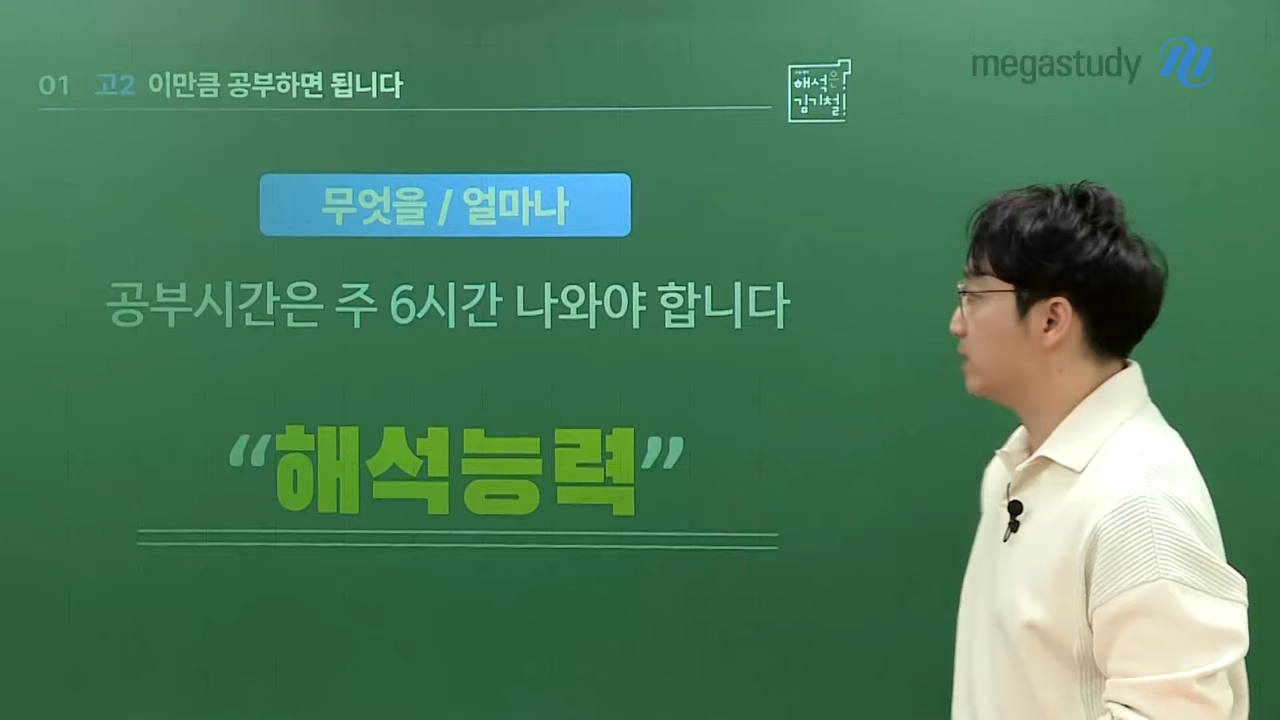 01 고2 이만큼 공부하면 됩니다
해석은!
김기철!
megastudy
무엇을 / 얼마나
공부시간은 주 6시간 나와야 합니다
“해석능력”